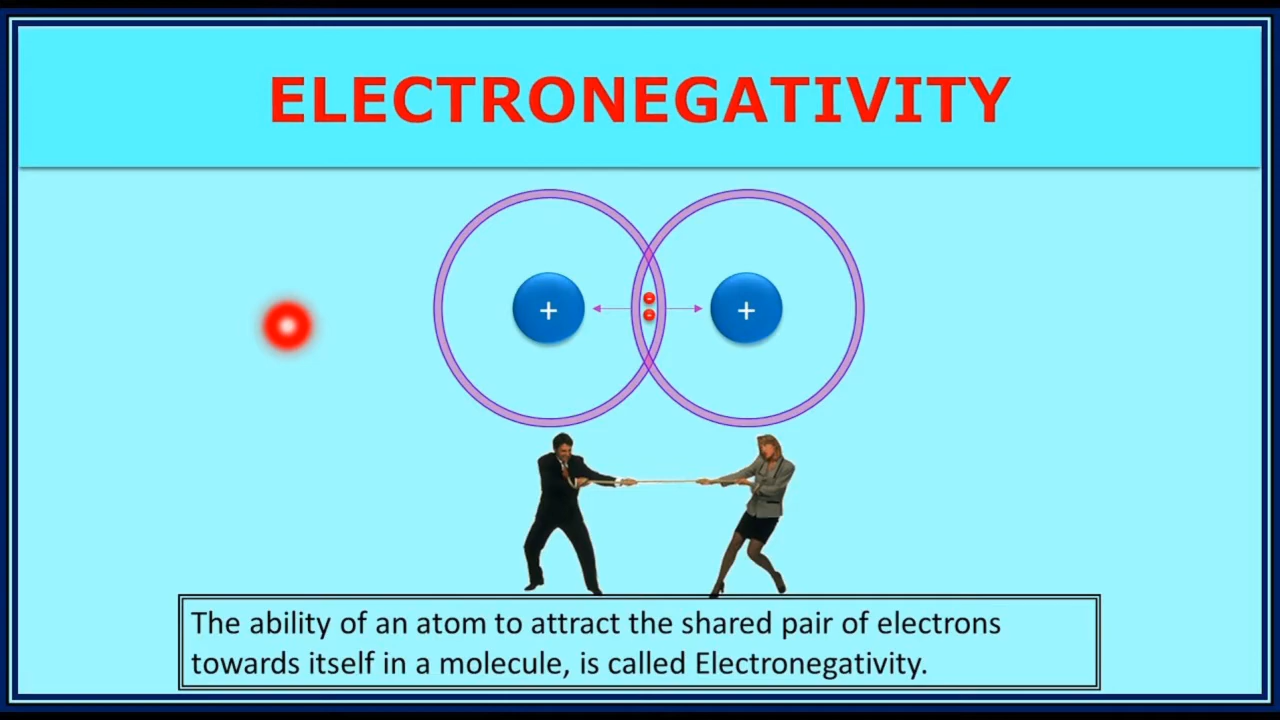 ELECTRONEGATIVITY
+ +
The ability of an atom to attract the shared pair of electrons
towards itself in a molecule, is called Electronegativity.